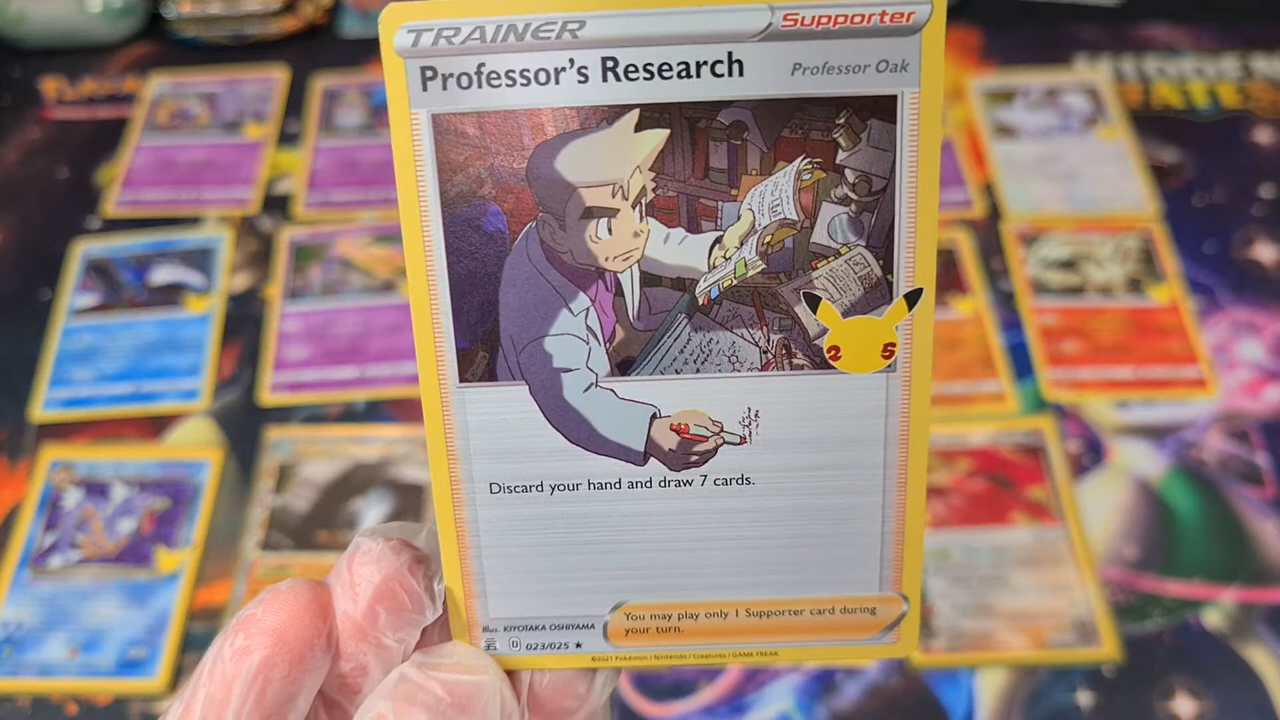 TRAINER
Supporter
Professor's Research
Professor Oak
25
Discard your hand and draw 7 cards.
You may play only 1 Supporter card during
your turn.
Illus. KIYOTAKA OSHIYAMA
D 023/025 ★
©2021 Pokémon / Nintendo / Creatures / GAME FREAK